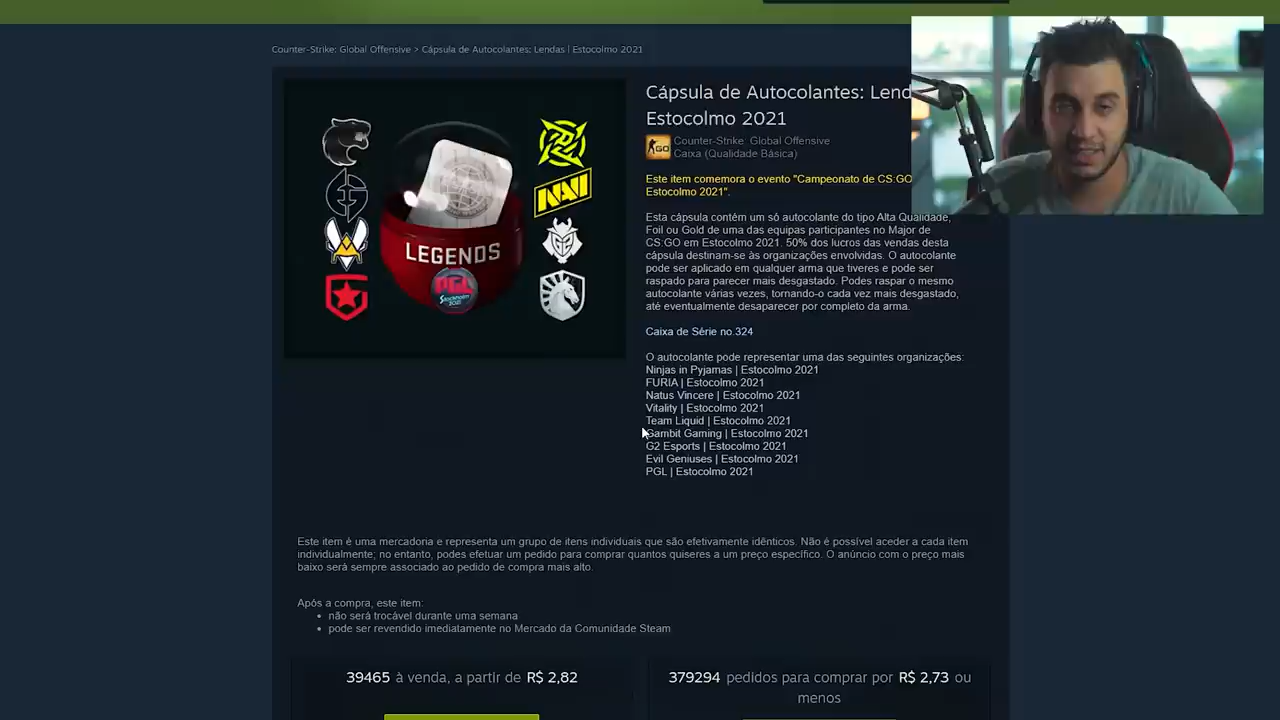 Counter-Strike: Global Offensive > Cápsula de Autocolantes: Lendas | Estocolmo 2021
Cápsula de Autocolantes: Lend
Estocolmo 2021
GO
Counter-Strike: Global Offensive
Caixa (Qualidade Básica)
NAVI
LEGENDS
PGL
Stockholm
2021
Este item comemora o evento "Campeonato de CS:GO
Estocolmo 2021".
Esta cápsula contém um só autocolante do tipo Alta Qualidade,
Foil ou Gold de uma das equipas participantes no Major de
CS:GO em Estocolmo 2021. 50% dos lucros das vendas desta
cápsula destinam-se às organizações envolvidas. O autocolante
pode ser aplicado em qualquer arma que tiveres e pode ser
raspado para parecer mais desgastado. Podes raspar o mesmo
autocolante várias vezes, tornando-o cada vez mais desgastado,
até eventualmente desaparecer por completo da arma.
Caixa de Série no.324
O autocolante pode representar uma das seguintes organizações:
Ninjas in Pyjamas | Estocolmo 2021
FURIA | Estocolmo 2021
Natus Vincere | Estocolmo 2021
Vitality | Estocolmo 2021
Team Liquid | Estocolmo 2021
Gambit Gaming | Estocolmo 2021
G2 Esports | Estocolmo 2021
Evil Geniuses | Estocolmo 2021
PGL | Estocolmo 2021
Este item é uma mercadoria e representa um grupo de itens individuais que são efetivamente idênticos. Não é possível aceder a cada item
individualmente; no entanto, podes efetuar um pedido para comprar quantos quiseres a um preço específico. O anúncio com o preço mais
baixo será sempre associado ao pedido de compra mais alto.
Após a compra, este item:
• não será trocável durante uma semana
• pode ser revendido imediatamente no Mercado da Comunidade Steam
39465 à venda, a partir de R$ 2,82
379294 pedidos para comprar por R$ 2,73 ou
menos